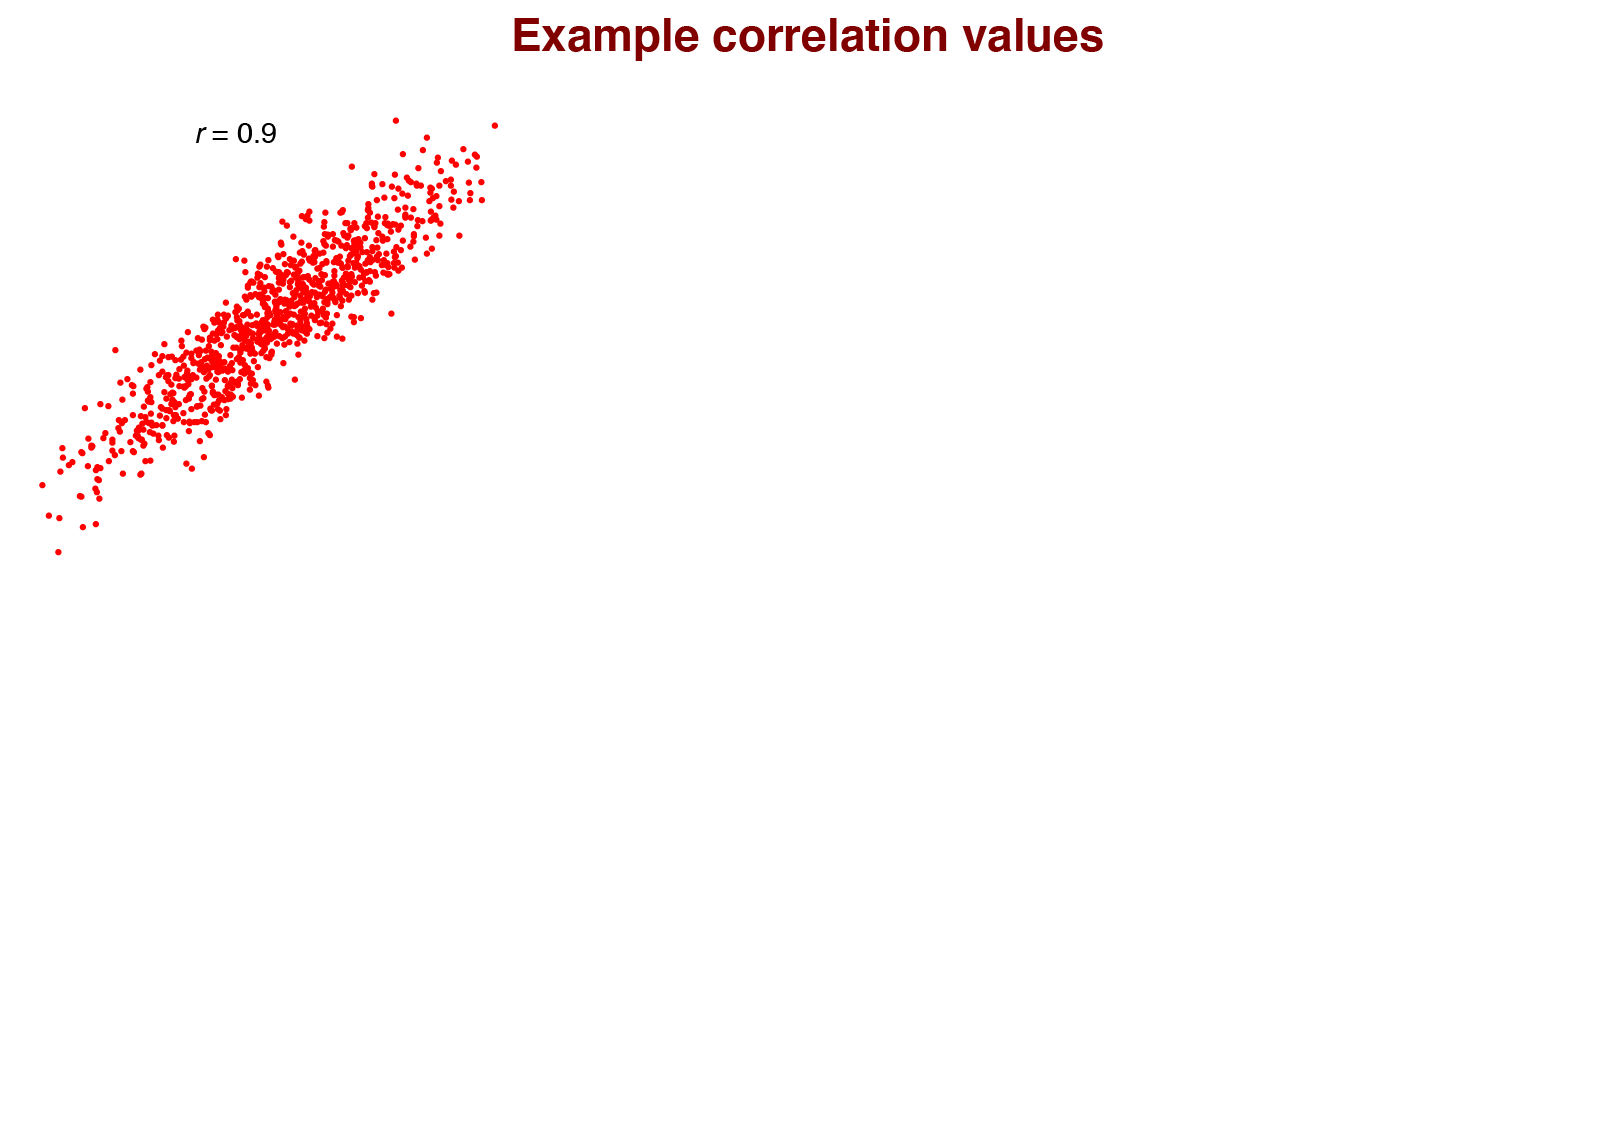 Example correlation values
r = 0.9